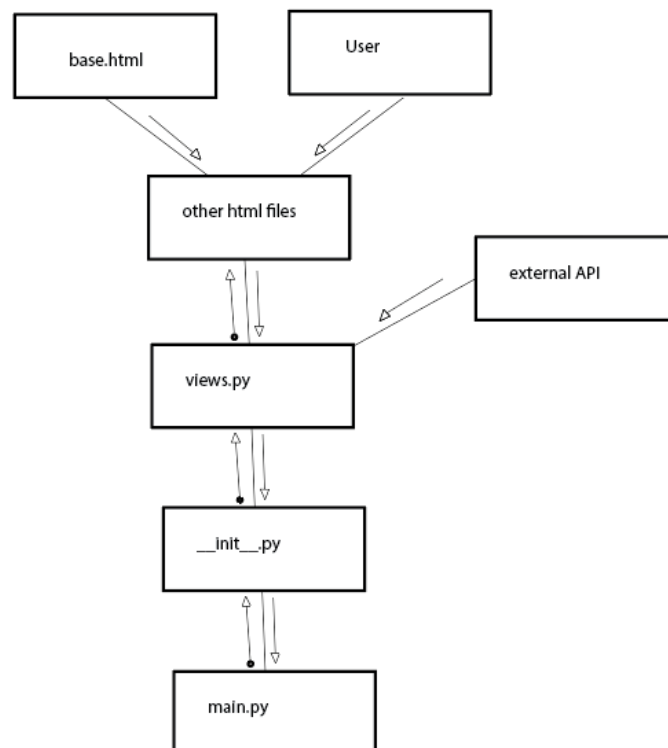 base.html
User
other html files
external API
views.py
__init__.py
main.py